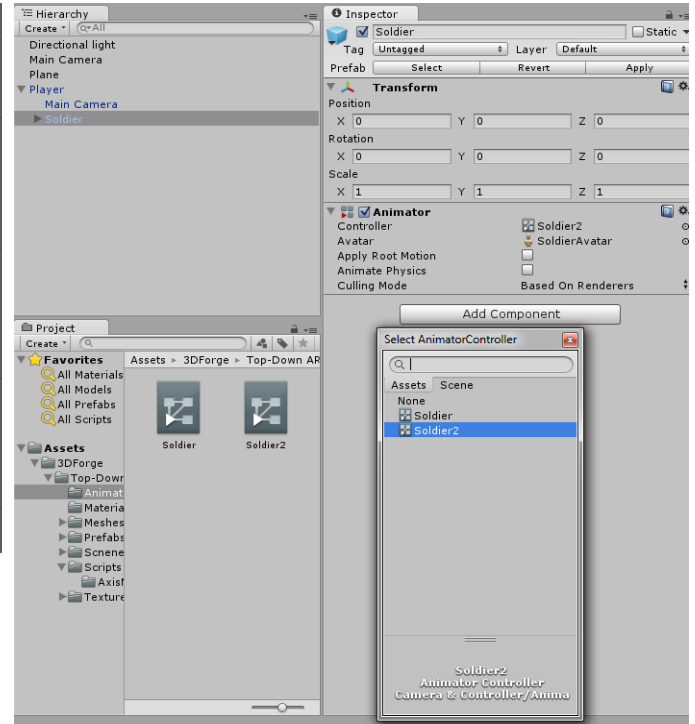 Hierarchy
Create All
Directional light
Main Camera
Plane
Player
Main Camera
Soldier
Inspector
Soldier Static
Tag Untagged Layer Default
Prefab Select Revert Apply
Transform
Position
X 0 Y 0 Z 0
Rotation
X 0 Y 0 Z 0
Scale
X 1 Y 1 Z 1
Animator
Controller Soldier2
Avatar SoldierAvatar
Apply Root Motion
Animate Physics
Culling Mode Based On Renderers
Add Component
Project
Create
Favorites
All Materials
All Models
All Prefabs
All Scripts
Assets
3DForge
Top-Down
Animat
Materia
Meshes
Prefabs
Scnene
Scripts
AxisM
Texture
Assets 3DForge Top-Down AR
Soldier Soldier2
Select AnimatorController
Assets Scene
None
Soldier
Soldier2
Soldier2
Animator Controller
Camera & Controller/Anima